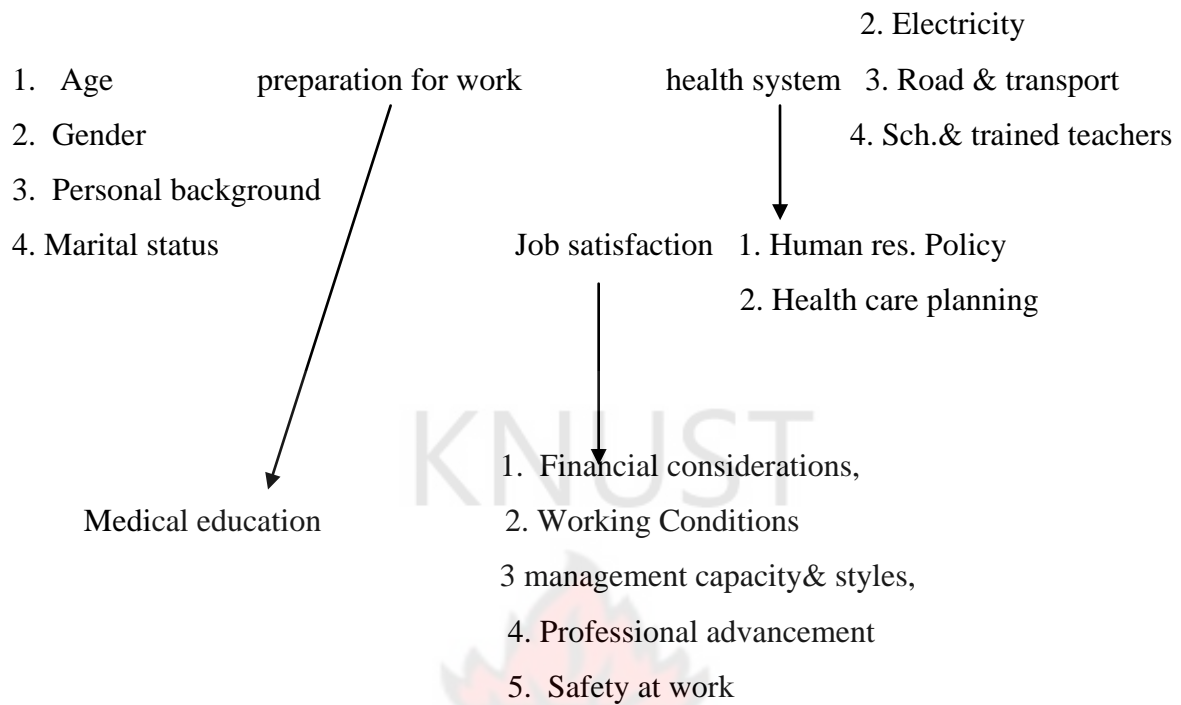 2. Electricity
1. Age preparation for work health system 3. Road & transport
2. Gender 4. Sch.& trained teachers
3. Personal background
4. Marital status Job satisfaction 1. Human res. Policy
2. Health care planning
KNUST
1. Financial considerations,
Medical education 2. Working Conditions
3 management capacity& styles,
4. Professional advancement
5. Safety at work